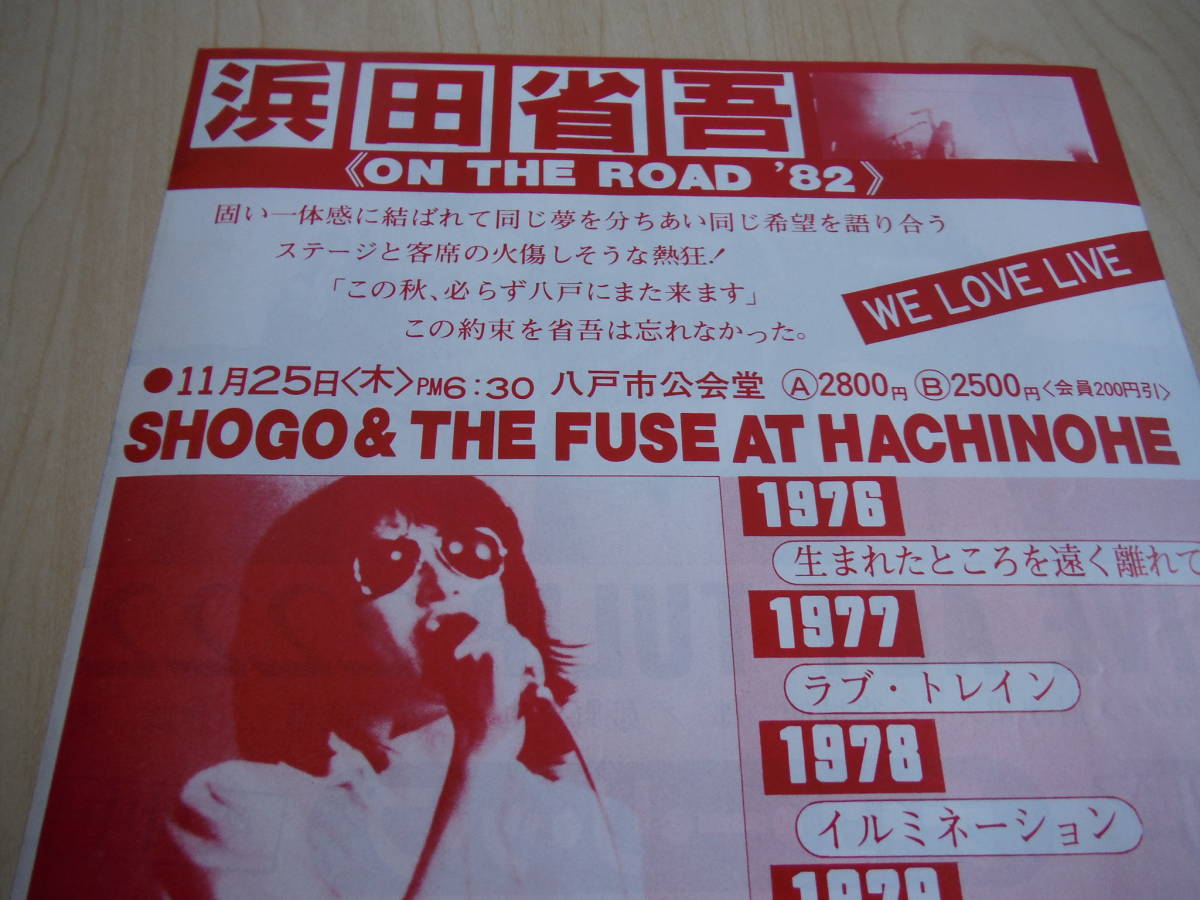 浜田省吾
《ON THE ROAD '82》
固い一体感に結ばれて同じ夢を分ちあい同じ希望を語り合う
ステージと客席の火傷しそうな熱狂!
「この秋、必らず八戸にまた来ます」
この約束を省吾は忘れなかった。
WE LOVE LIVE
●11月25日〈木〉PM6:30 八戸市公会堂 Ⓐ2800円 Ⓑ2500円〈会員200円引〉
SHOGO & THE FUSE AT HACHINOHE
1976
生まれたところを遠く離れて
1977
ラブ・トレイン
1978
イルミネーション
1979